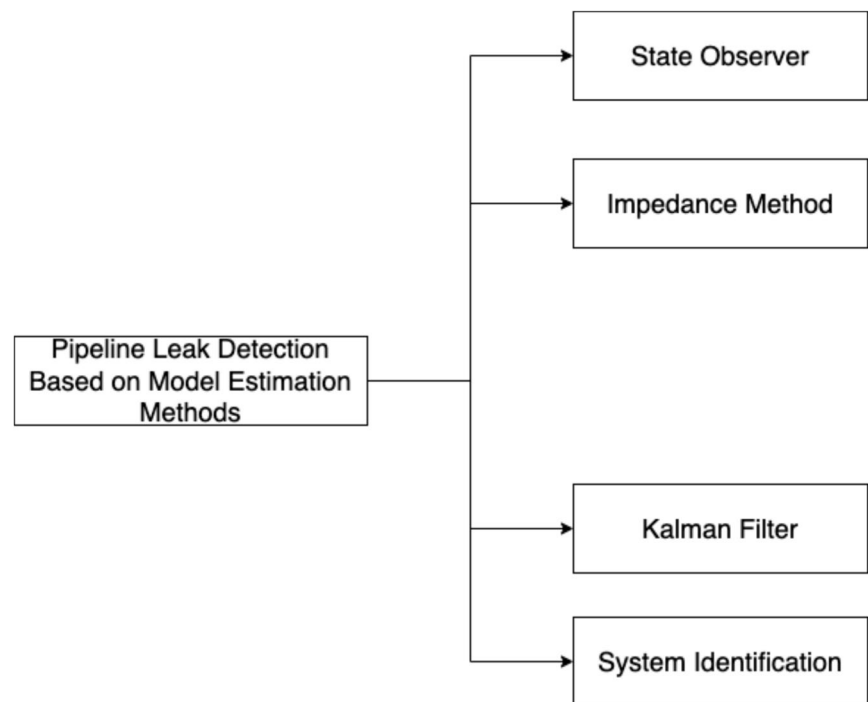 State Observer
Impedance Method
Pipeline Leak Detection
Based on Model Estimation
Methods
Kalman Filter
System Identification